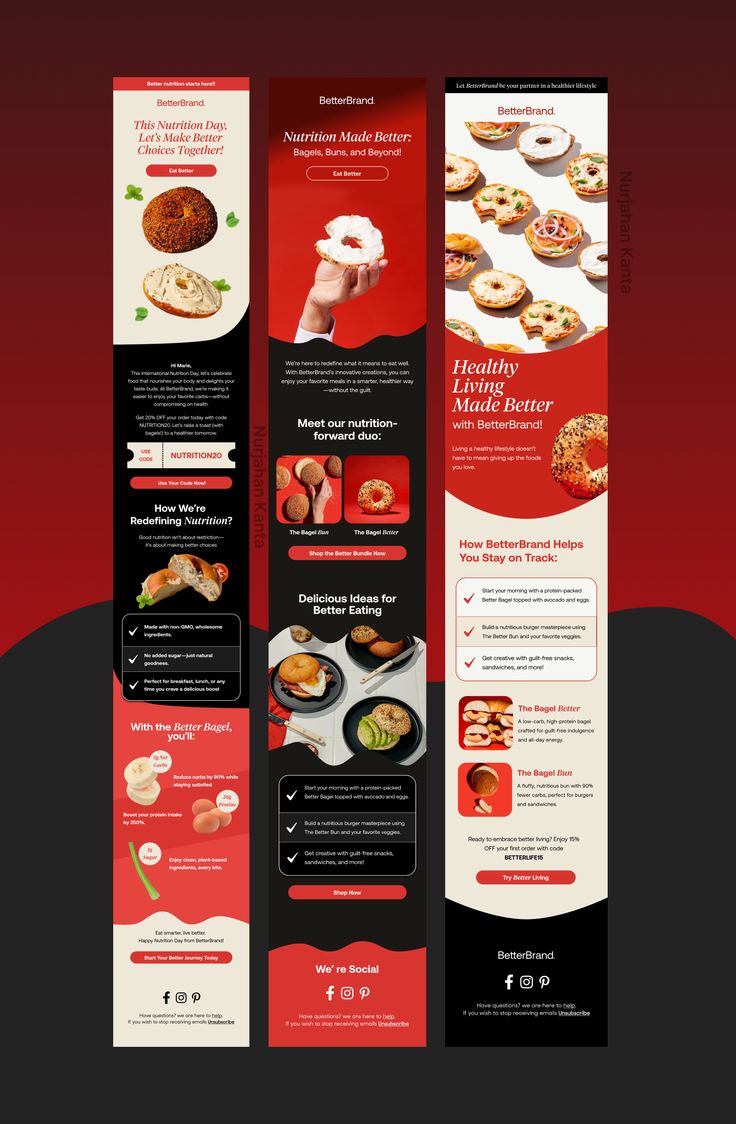 Better nutrition starts here!!
BetterBrand.
This Nutrition Day,
Let's Make Better
Choices Together!
Eat Better
Hi Marie,
This International Nutrition Day, let's celebrate
food that nourishes your body and delights your
taste buds. At BetterBrand, we're making it
easier to enjoy your favorite carbs—without
compromising on health.
Get 20% OFF your order today with code
NUTRITION20. Let's raise a toast (with
bagels!) to a healthier tomorrow.
USE
CODE
NUTRITION20
Use Your Code Now!
How We're
Redefining Nutrition?
Good nutrition isn't about restriction—
it's about making better choices
Made with non-GMO, wholesome
ingredients.
No added sugar—just natural
goodness.
Perfect for breakfast, lunch, or any
time you crave a delicious boost
With the Better Bagel,
you'll:
5g Net
Carbs
Reduce carbs by 90% while
staying satisfied
26g
Protine
Boost your protein intake
by 250%.
1g
Sugar
Enjoy clean, plant-based
ingredients, every bite.
Eat smarter, live better.
Happy Nutrition Day from BetterBrand!
Start Your Better Journey Today
Have questions? we are here to help.
If you wish to stop receiving emails Unsubscribe
BetterBrand.
Nutrition Made Better:
Bagels, Buns, and Beyond!
Eat Better
We're here to redefine what it means to eat well.
With BetterBrand's innovative creations, you can
enjoy your favorite meals in a smarter, healthier way
—without the guilt.
Meet our nutrition-
forward duo:
The Bagel Bun
The Bagel Better
Shop the Better Bundle Now
Delicious Ideas for
Better Eating
Start your morning with a protein-packed
Better Bagel topped with avocado and eggs.
Build a nutritious burger masterpiece using
The Better Bun and your favorite veggies.
Get creative with guilt-free snacks,
sandwiches, and more!
Shop Now
We' re Social
Have questions? we are here to help.
If you wish to stop receiving emails Unsubscribe
Let BetterBrand be your partner in a healthier lifestyle
BetterBrand.
Healthy
Living
Made Better
with BetterBrand!
Living a healthy lifestyle doesn't
have to mean giving up the foods
you love.
How BetterBrand Helps
You Stay on Track:
Start your morning with a protein-packed
Better Bagel topped with avocado and eggs.
Build a nutritious burger masterpiece using
The Better Bun and your favorite veggies.
Get creative with guilt-free snacks,
sandwiches, and more!
The Bagel Better
A low-carb, high-protein bagel
crafted for guilt-free indulgence
and all-day energy.
The Bagel Bun
A fluffy, nutritious bun with 90%
fewer carbs, perfect for burgers
and sandwiches.
Ready to embrace better living? Enjoy 15%
OFF your first order with code
BETTERLIFE15
Try Better Living
BetterBrand.
Have questions? we are here to help.
If you wish to stop receiving emails Unsubscribe
Nurjahan Kanta
Nurjahan Kanta